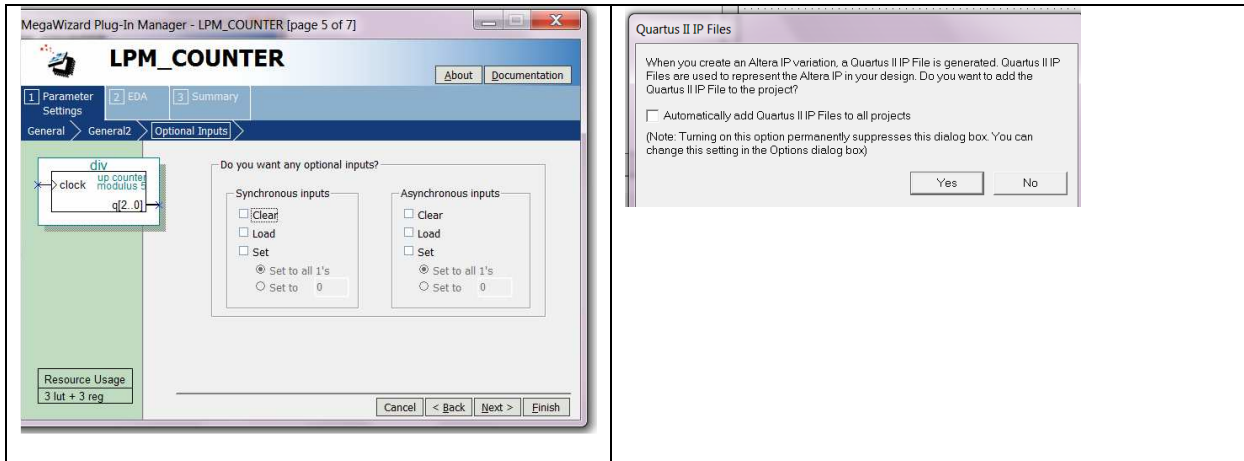 MegaWizard Plug-In Manager - LPM_COUNTER [page 5 of 7]
LPM_COUNTER
About Documentation
1 Parameter Settings 2 EDA 3 Summary
General General2 Optional Inputs
div
up counter
clock modulus 5
q[2..0]
Do you want any optional inputs?
Synchronous inputs
Clear
Load
Set
Set to all 1's
Set to 0
Asynchronous inputs
Clear
Load
Set
Set to all 1's
Set to 0
Resource Usage
3 lut + 3 reg
Cancel < Back Next > Finish
Quartus II IP Files
When you create an Altera IP variation, a Quartus II IP File is generated. Quartus II IP
Files are used to represent the Altera IP in your design. Do you want to add the
Quartus II IP File to the project?
Automatically add Quartus II IP Files to all projects
(Note: Turning on this option permanently suppresses this dialog box. You can
change this setting in the Options dialog box)
Yes No